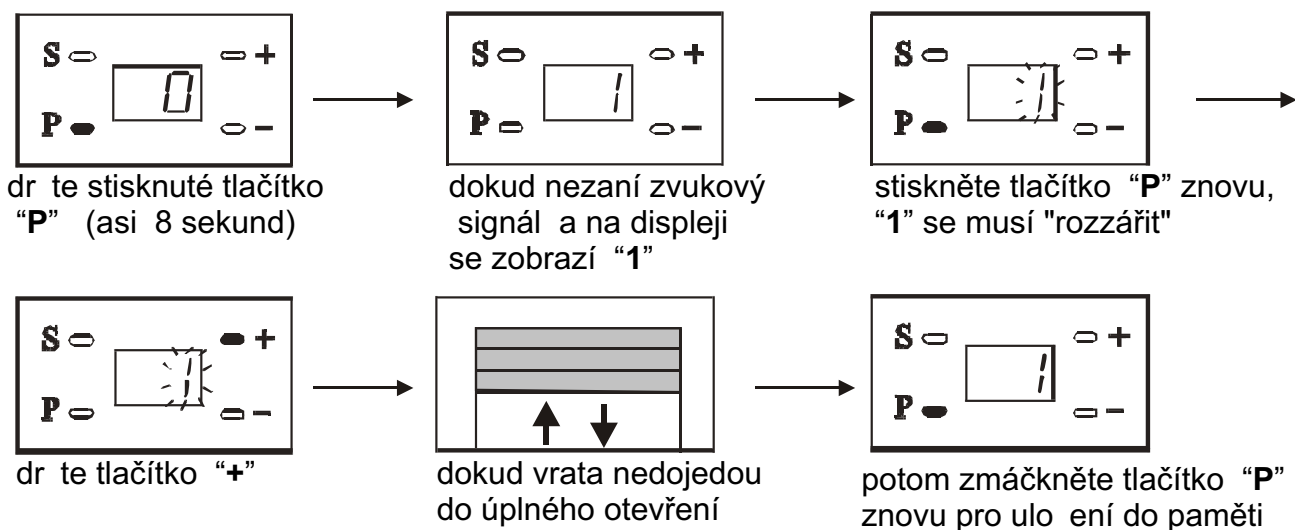 S +
0
P −
S +
1
P −
S +
1
P −
dr te stisknuté tlačítko
“P” (asi 8 sekund)
dokud nezaní zvukový
signál a na displeji
se zobrazí “1”
stiskněte tlačítko “P” znovu,
“1” se musí "rozzářit"
S +
1
P −
S +
1
P −
dr te tlačítko “+”
dokud vrata nedojedou
do úplného otevření
potom zmáčkněte tlačítko “P”
znovu pro ulo ení do paměti